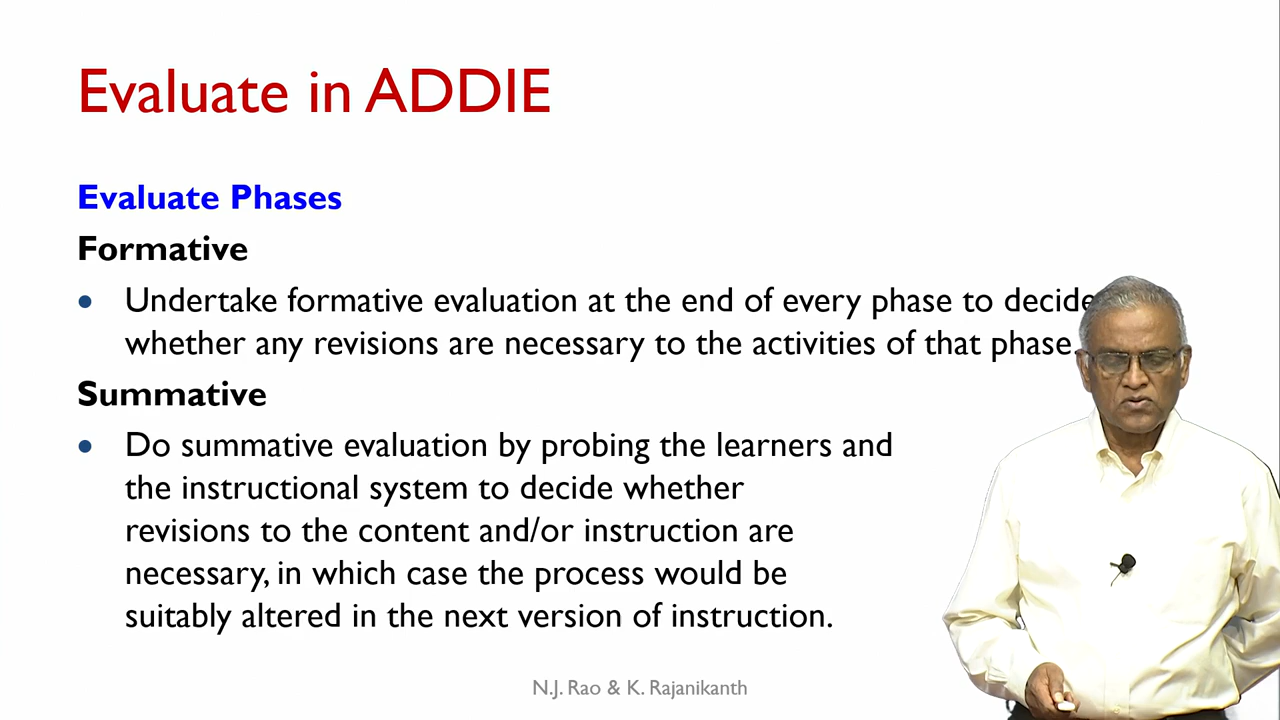 Evaluate in ADDIE
Evaluate Phases
Formative
• Undertake formative evaluation at the end of every phase to decide
whether any revisions are necessary to the activities of that phase.
Summative
• Do summative evaluation by probing the learners and
the instructional system to decide whether
revisions to the content and/or instruction are
necessary, in which case the process would be
suitably altered in the next version of instruction.
N.J. Rao & K. Rajanikanth